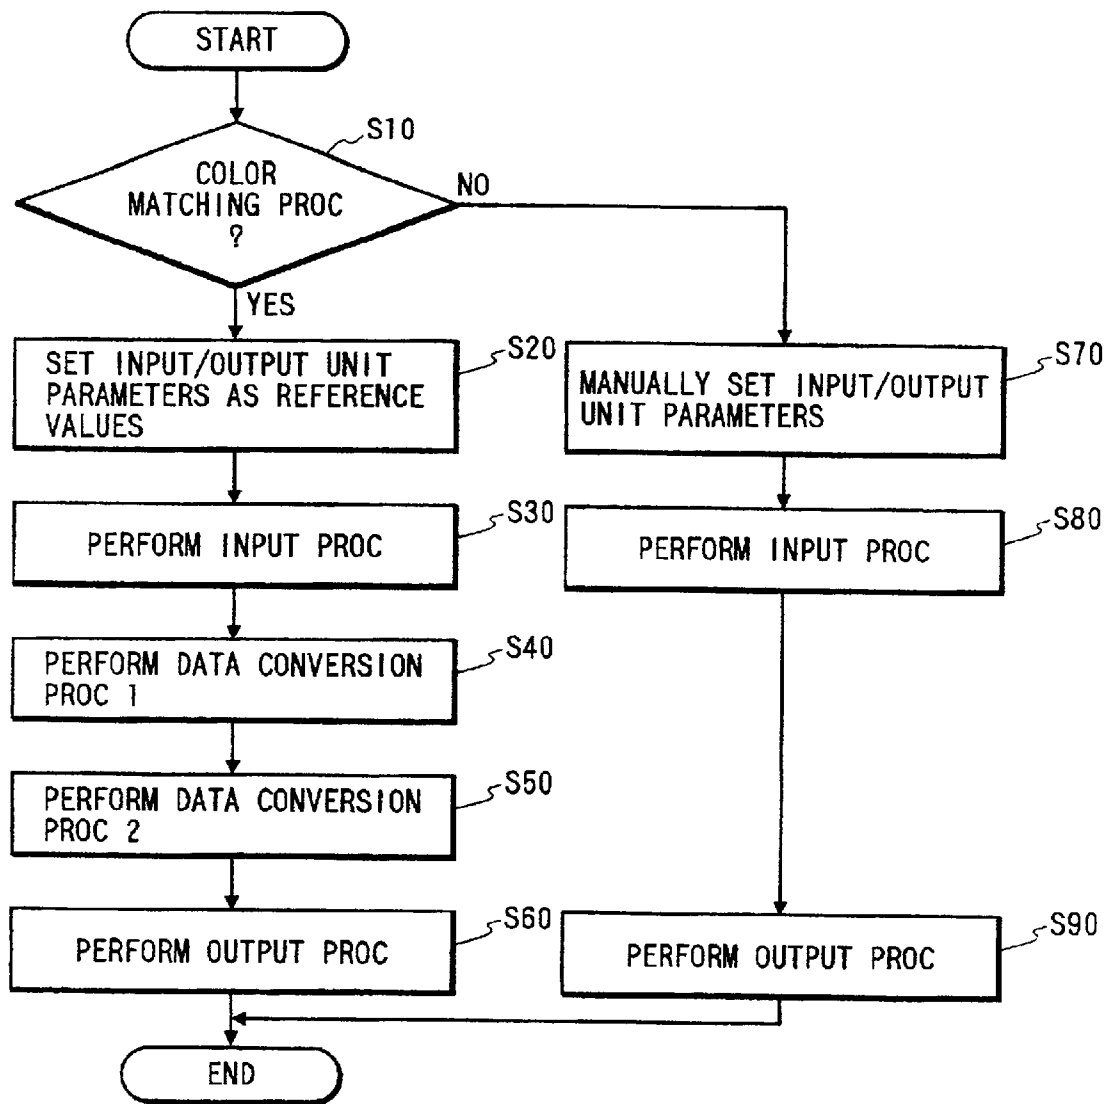 START
S10
COLOR
MATCHING PROC
?
NO
YES
S20
SET INPUT/OUTPUT UNIT
PARAMETERS AS REFERENCE
VALUES
S70
MANUALLY SET INPUT/OUTPUT
UNIT PARAMETERS
S30
PERFORM INPUT PROC
S80
PERFORM INPUT PROC
S40
PERFORM DATA CONVERSION
PROC 1
S50
PERFORM DATA CONVERSION
PROC 2
S60
PERFORM OUTPUT PROC
S90
PERFORM OUTPUT PROC
END